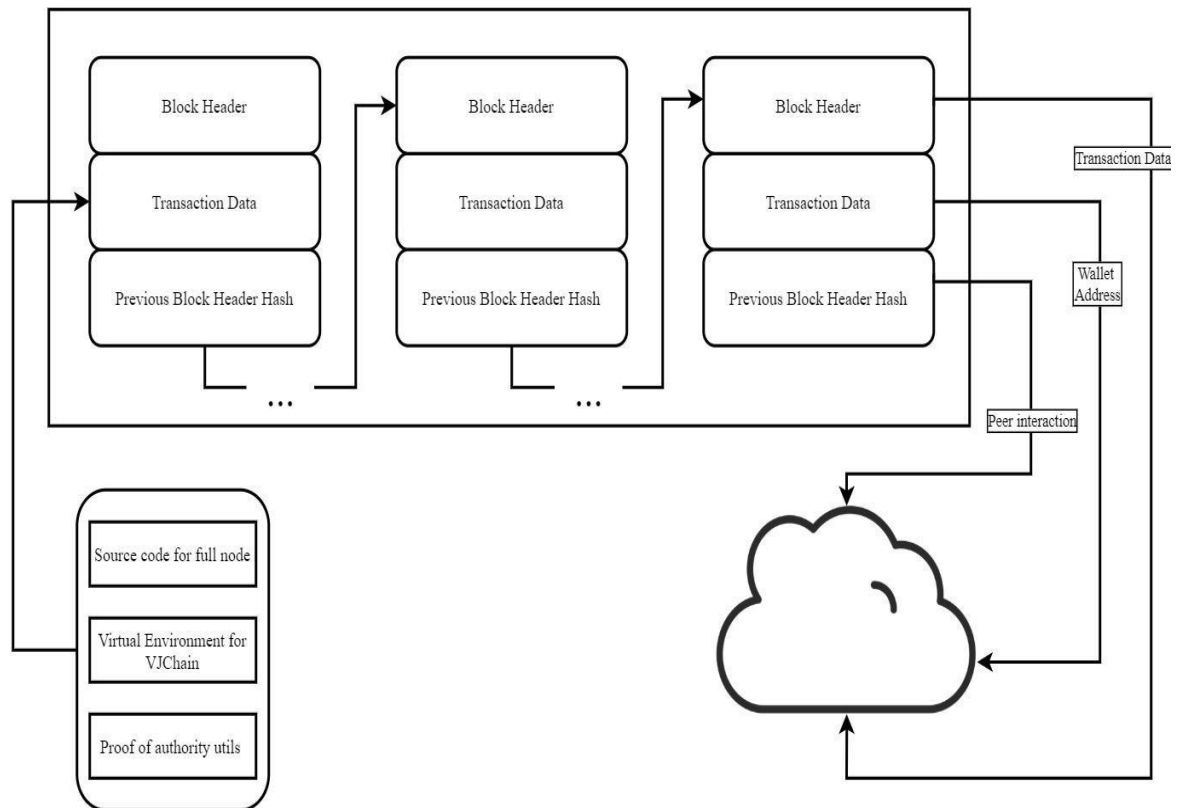 Block Header
Block Header
Block Header
Transaction Data
Transaction Data
Transaction Data
Transaction Data
Previous Block Header Hash
Previous Block Header Hash
Previous Block Header Hash
Wallet
Address
...
...
Peer interaction
Source code for full node
Virtual Environment for
VJChain
Proof of authority utils